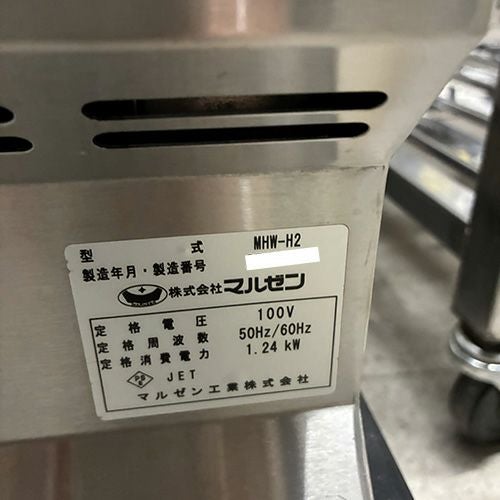 型式 MHW-H2
製造年月・製造番号
株式会社マルゼン
定格電圧 100V
定格周波数 50Hz/60Hz
定格消費電力 1.24 kW
PS E JET
マルゼン工業株式会社